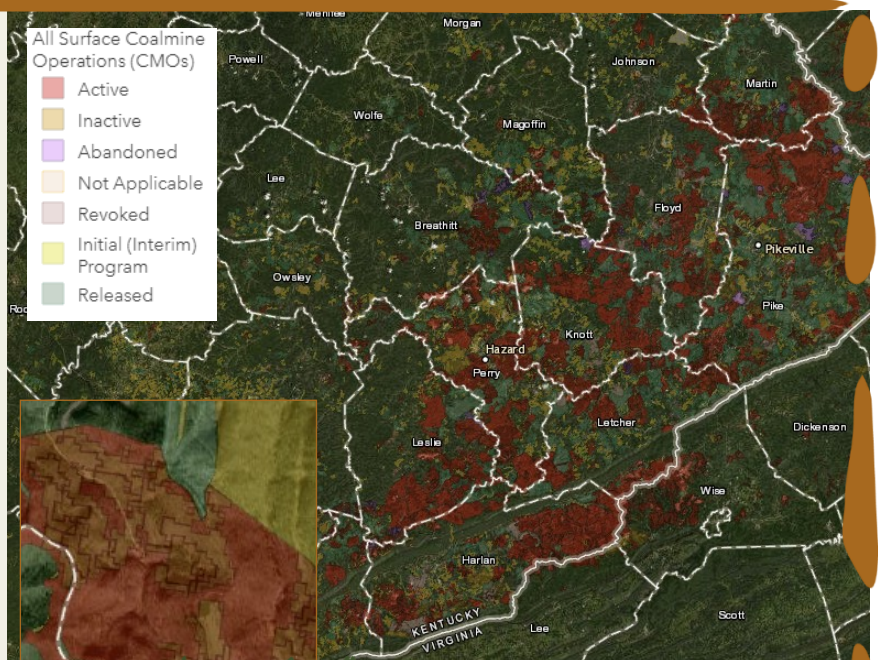 Menifee
Morgan
All Surface Coalmine
Operations (CMOs)
Active
Inactive
Abandoned
Not Applicable
Revoked
Initial (Interim)
Program
Released
Powell
Johnson
Martin
Wolfe
Magoffin
Lee
Floyd
Breathitt
Pikeville
Owsley
Pike
Knott
Hazard
Perry
Letcher
Leslie
Dickenson
Wise
Harlan
KENTUCKY
VIRGINIA
Lee
Scott